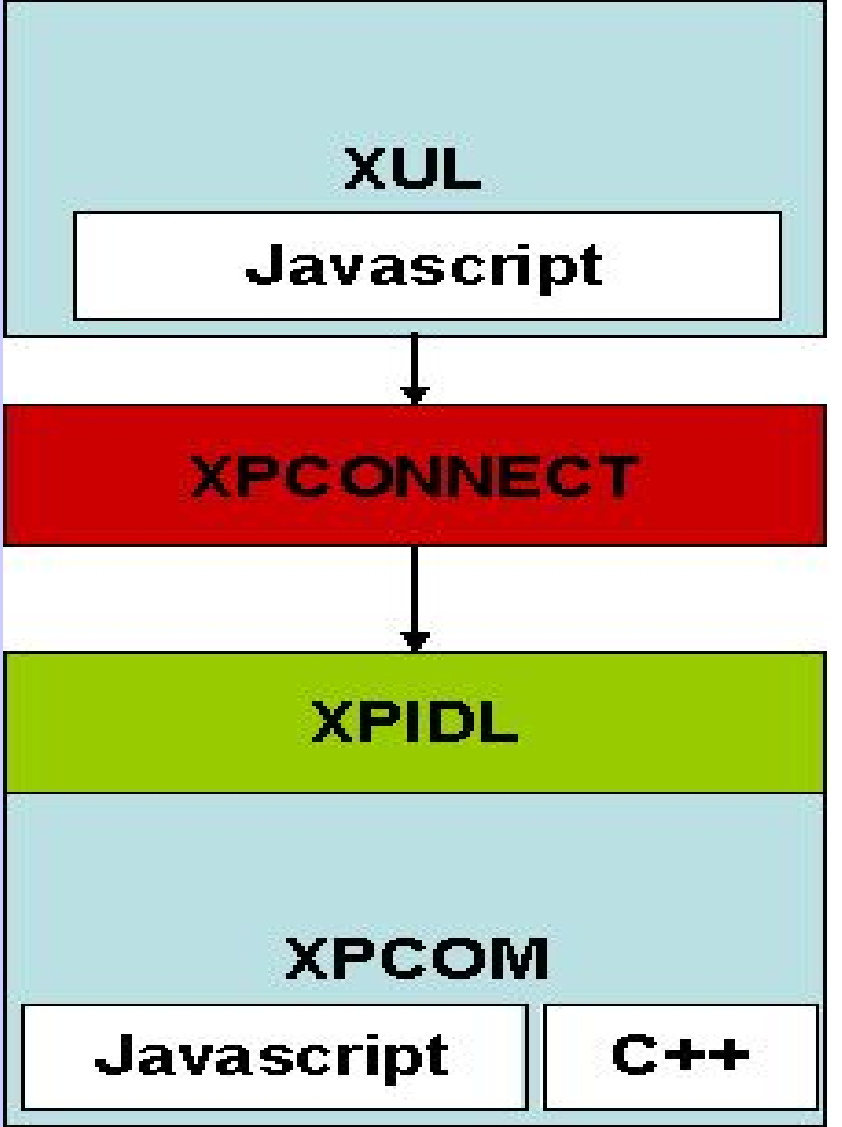 XUL
Javascript
XPCONNECT
XPIDL
XPCOM
Javascript C++